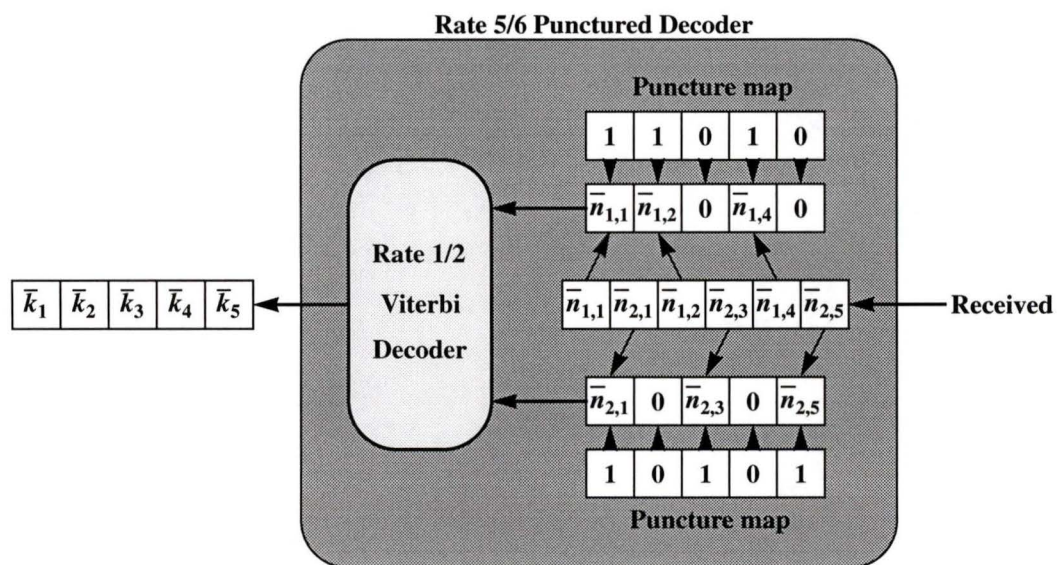 Rate 5/6 Punctured Decoder
Puncture map
1 1 0 1 0
n̅1,1 n̅1,2 0 n̅1,4 0
Rate 1/2
Viterbi
Decoder
k̅1 k̅2 k̅3 k̅4 k̅5
n̅1,1 n̅2,1 n̅1,2 n̅2,3 n̅1,4 n̅2,5
Received
n̅2,1 0 n̅2,3 0 n̅2,5
1 0 1 0 1
Puncture map